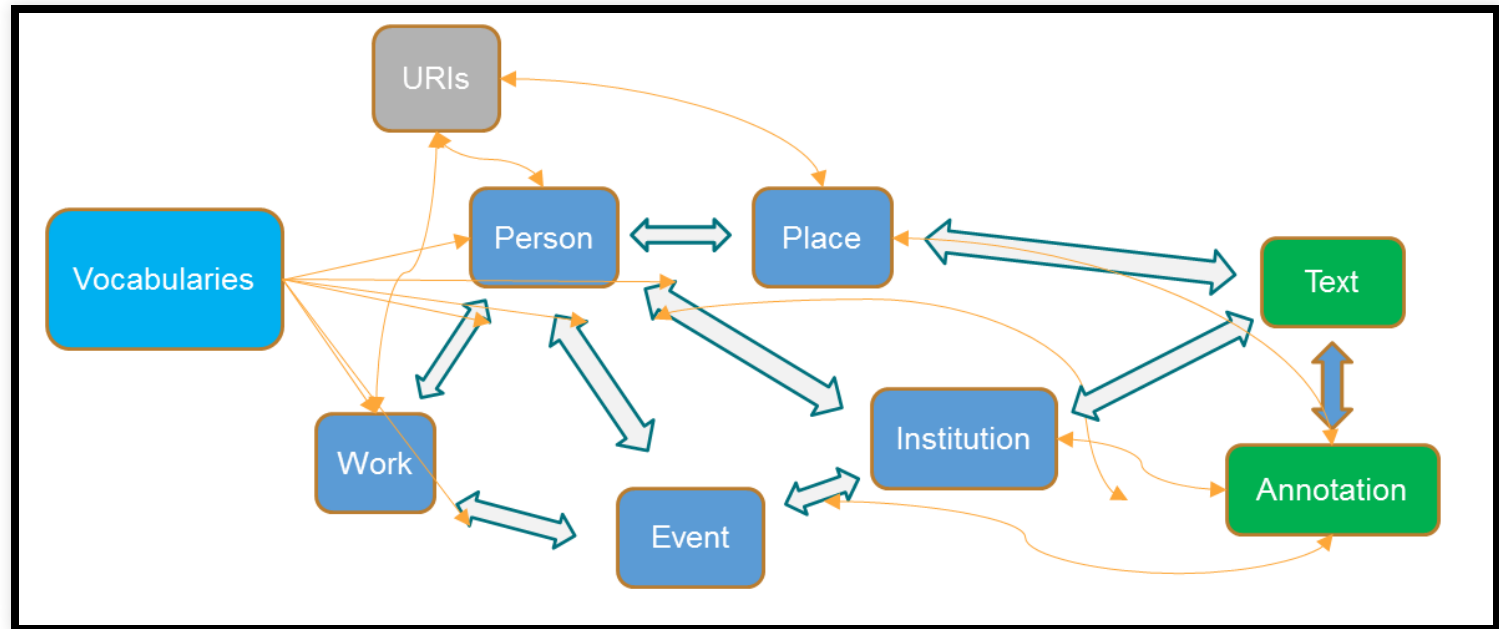 URIs
Vocabularies
Person
Place
Text
Work
Institution
Event
Annotation